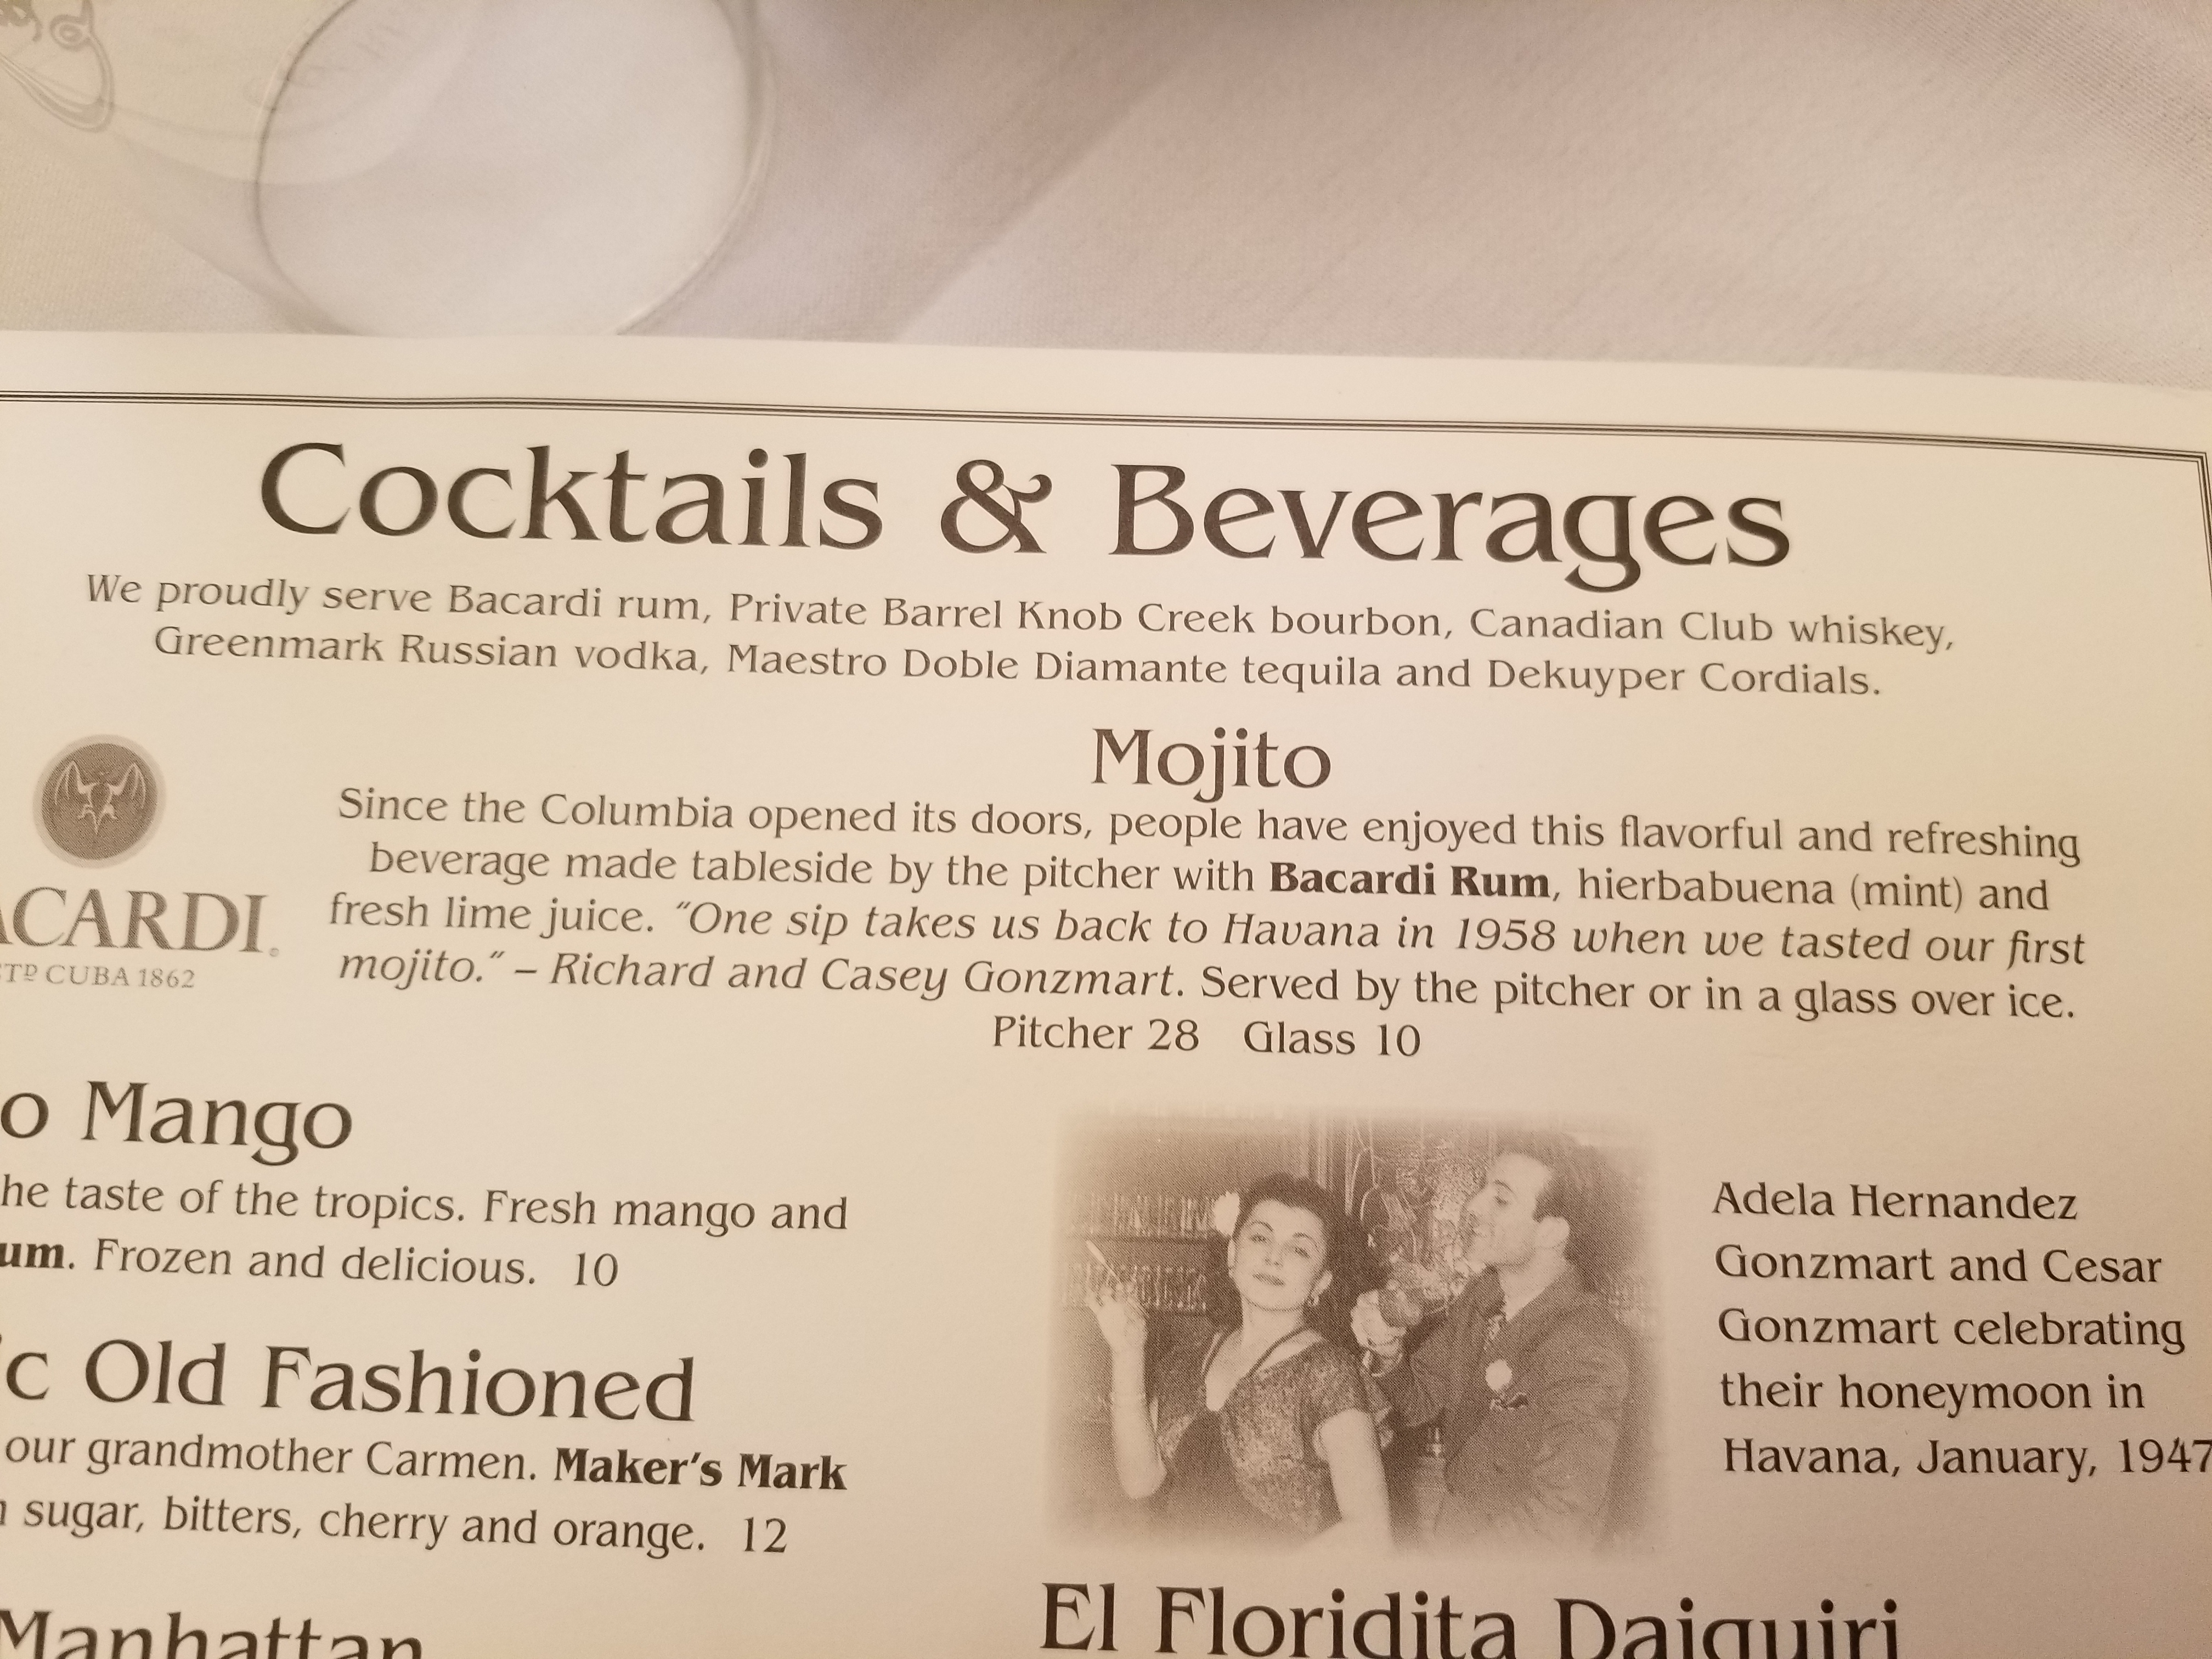 Cocktails & Beverages
We proudly serve Bacardi rum, Private Barrel Knob Creek bourbon, Canadian Club whiskey,
Greenmark Russian vodka, Maestro Doble Diamante tequila and Dekuyper Cordials.
Mojito
Since the Columbia opened its doors, people have enjoyed this flavorful and refreshing
beverage made tableside by the pitcher with Bacardi Rum, hierbabuena (mint) and
fresh lime juice. "One sip takes us back to Havana in 1958 when we tasted our first
mojito." – Richard and Casey Gonzmart. Served by the pitcher or in a glass over ice.
Pitcher 28 Glass 10
ACARDI
CUBA 1862
o Mango
he taste of the tropics. Fresh mango and
um. Frozen and delicious. 10
c Old Fashioned
our grandmother Carmen. Maker's Mark
sugar, bitters, cherry and orange. 12
Manhattan
Adela Hernandez
Gonzmart and Cesar
Gonzmart celebrating
their honeymoon in
Havana, January, 1947
El Floridita Daiquiri